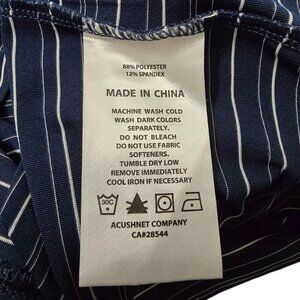 88% POLYESTER
12% SPANDEX
MADE IN CHINA
MACHINE WASH COLD
WASH DARK COLORS
SEPARATELY.
DO NOT BLEACH
DO NOT USE FABRIC
SOFTENERS.
TUMBLE DRY LOW
REMOVE IMMEDIATELY
COOL IRON IF NECESSARY
30C
ACUSHNET COMPANY
CA#28544